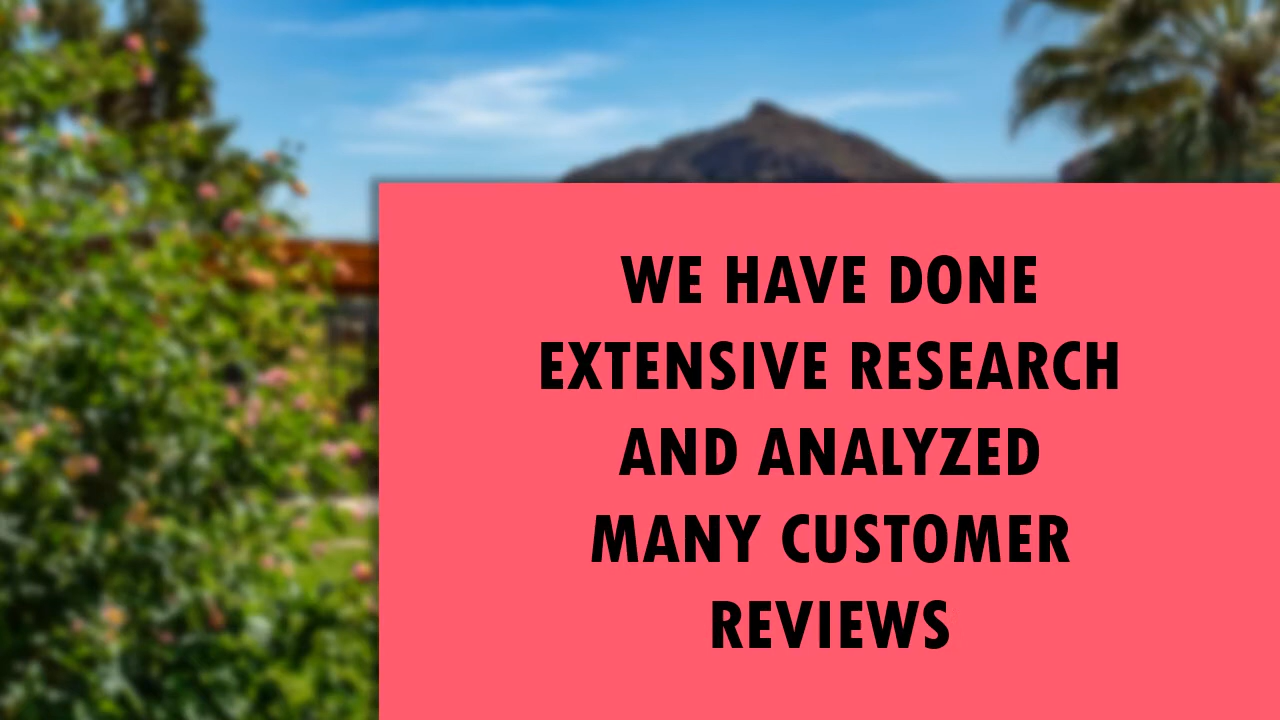 WE HAVE DONE
EXTENSIVE RESEARCH
AND ANALYZED
MANY CUSTOMER
REVIEWS